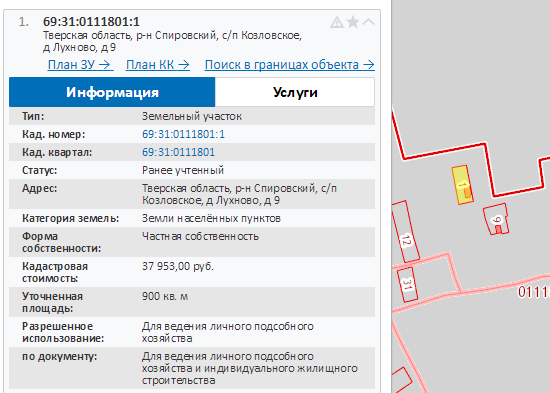 1. 69:31:0111801:1
Тверская область, р-н Спировский, с/п Козловское,
д Лухново, д 9
План ЗУ → План КК → Поиск в границах объекта →
Информация Услуги
Тип: Земельный участок
Кад. номер: 69:31:0111801:1
Кад. квартал: 69:31:0111801
Статус: Ранее учтенный
Адрес: Тверская область, р-н Спировский, с/п
Козловское, д Лухново, д 9
Категория земель: Земли населённых пунктов
Форма Частная собственность
собственности:
Кадастровая 37 953,00 руб.
стоимость:
Уточненная 900 кв. м
площадь:
Разрешенное Для ведения личного подсобного
использование: хозяйства
по документу: Для ведения личного подсобного
хозяйства и индивидуального жилищного
строительства
1
9
12
31
0111